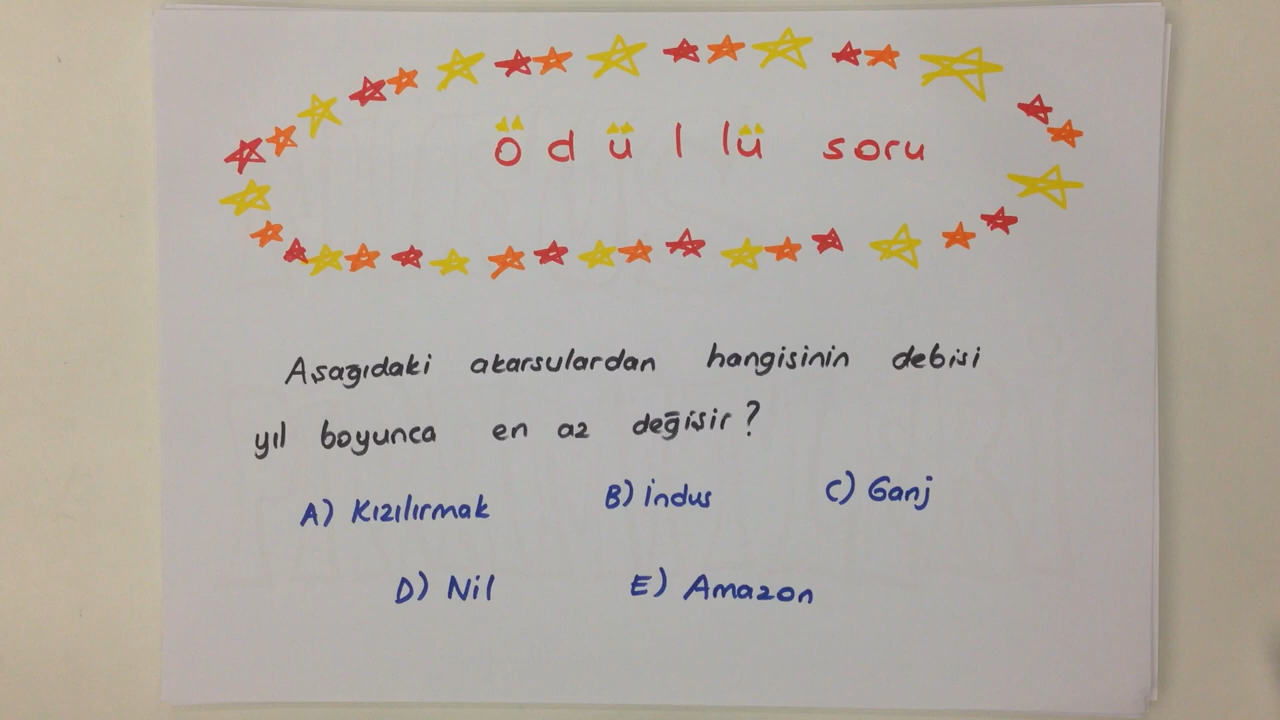 ödüllü soru
Aşağıdaki akarsulardan hangisinin debisi
yıl boyunca en az değişir?
A) Kızılırmak B) İndus C) Ganj
D) Nil E) Amazon